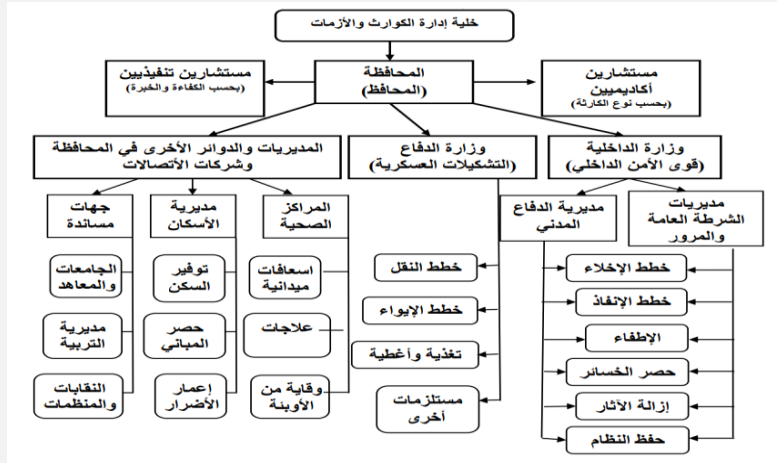 خلية إدارة الكوارث والأزمات
مستشارين أكاديميين
(بحسب نوع الكارثة)
المحافظة
(المحافظ)
مستشارين تنفيذيين
(بحسب الكفاءة والخبرة)
وزارة الداخلية
(قوى الأمن الداخلي)
وزارة الدفاع
(التشكيلات العسكرية)
المديريات والدوائر الأخرى في المحافظة
وشركات الأتصالات
مديريات
الشرطة العامة
والمرور
مديرية الدفاع
المدني
المراكز
الصحية
مديرية
الأسكان
جهات
مساندة
خطط الإخلاء
خطط الإنفاذ
الإطفاء
حصر الخسائر
إزالة الآثار
حفظ النظام
خطط النقل
خطط الإيواء
تغذية وأغطية
مستلزمات
أخرى
اسعافات
ميدانية
علاجات
وقاية من
الأوبئة
توفير
السكن
حصر
المباني
إعمار
الأضرار
الجامعات
والمعاهد
مديرية
التربية
النقابات
والمنظمات